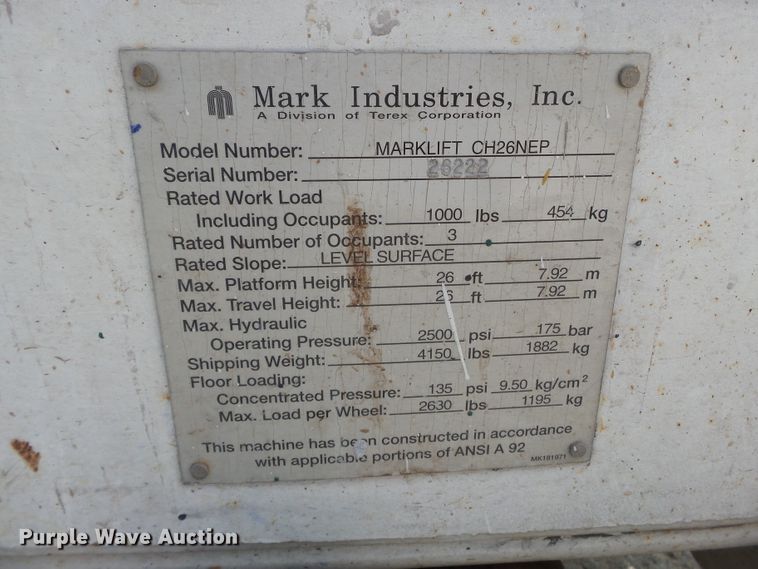 Mark Industries, Inc.
A Division of Terex Corporation
Model Number: MARKLIFT CH26NEP
Serial Number: 26222
Rated Work Load
Including Occupants: 1000 lbs 454 kg
Rated Number of Occupants: 3
Rated Slope: LEVEL SURFACE
Max. Platform Height: 26 ft 7.92 m
Max. Travel Height: 26 ft 7.92 m
Max. Hydraulic
Operating Pressure: 2500 psi 175 bar
Shipping Weight: 4150 lbs 1882 kg
Floor Loading:
Concentrated Pressure: 135 psi 9.50 kg/cm²
Max. Load per Wheel: 2630 lbs 1195 kg
This machine has been constructed in accordance
with applicable portions of ANSI A 92
MK181071
Purple Wave Auction